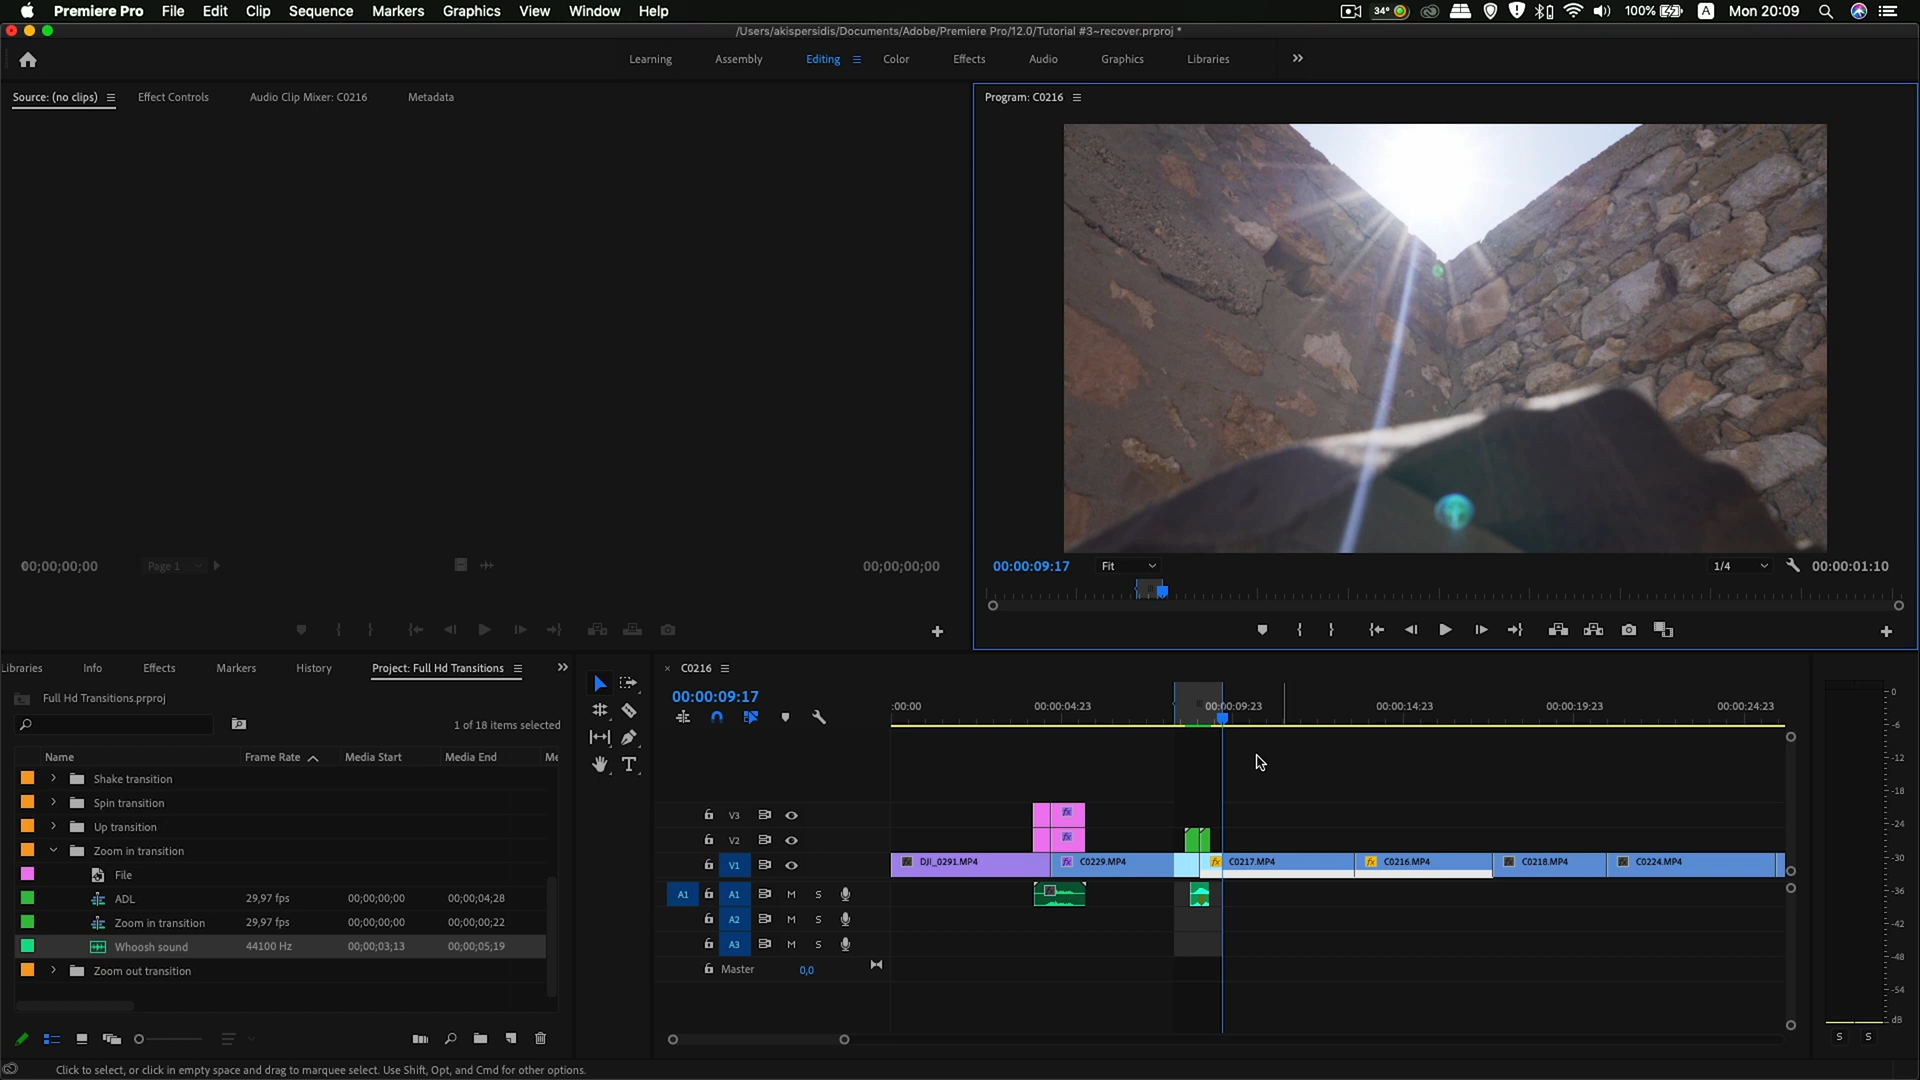 Premiere Pro File Edit Clip Sequence Markers Graphics View Window Help 34° 100% A Mon 20:09
/Users/akispersidis/Documents/Adobe/Premiere Pro/12.0/Tutorial #3~recover.prproj *
Learning Assembly Editing Color Effects Audio Graphics Libraries
Source: (no clips) Effect Controls Audio Clip Mixer: C0216 Metadata
Program: C0216
00;00;00;00 Page 1 00;00;00;00
00:00:09:17 Fit 1/4 00:00:01:10
ibraries Info Effects Markers History Project: Full Hd Transitions
Full Hd Transitions.prproj
1 of 18 items selected
Name Frame Rate Media Start Media End Me
Shake transition
Spin transition
Up transition
Zoom in transition
File
ADL 29,97 fps 00;00;00;00 00;00;04;28
Zoom in transition 29,97 fps 00;00;00;00 00;00;00;22
Whoosh sound 44100 Hz 00;00;03;13 00;00;05;19
Zoom out transition
C0216
00:00:09:17
:00:00 00:00:04:23 00:00:09:23 00:00:14:23 00:00:19:23 00:00:24:23
V3 fx
V2 fx
V1 DJI_0291.MP4 fx C0229.MP4 fx C0217.MP4 fx C0216.MP4 C0218.MP4 C0224.MP4
A1 A1 M S
A2 M S
A3 M S
Master 0,0
0
-6
-12
-18
-24
-30
-36
-42
-48
-54
dB
S S
Click to select, or click in empty space and drag to marquee select. Use Shift, Opt, and Cmd for other options.